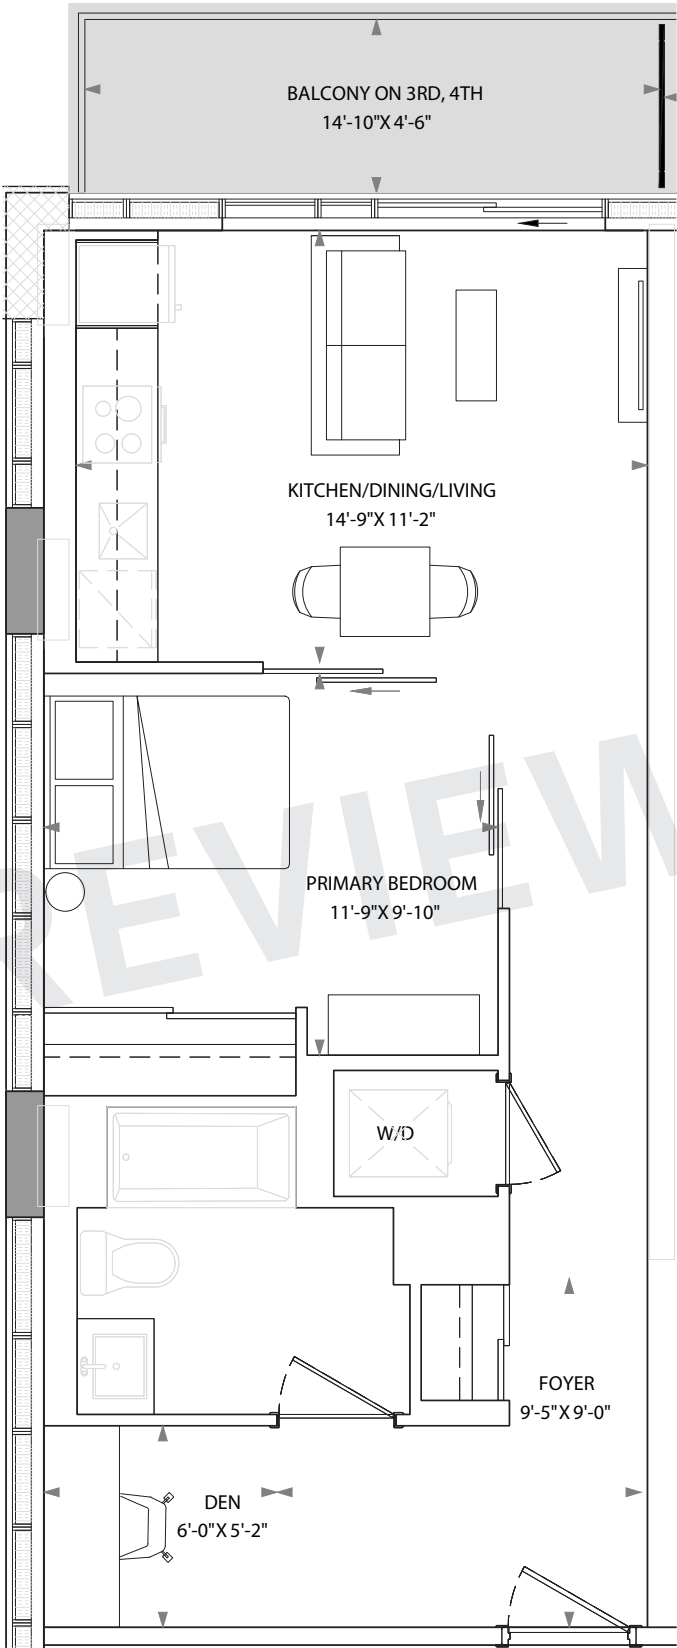 BALCONY ON 3RD, 4TH
14'-10"X 4'-6"
KITCHEN/DINING/LIVING
14'-9"X 11'-2"
REVIEW
PRIMARY BEDROOM
11'-9"X 9'-10"
W/D
FOYER
9'-5"X 9'-0"
DEN
6'-0"X 5'-2"